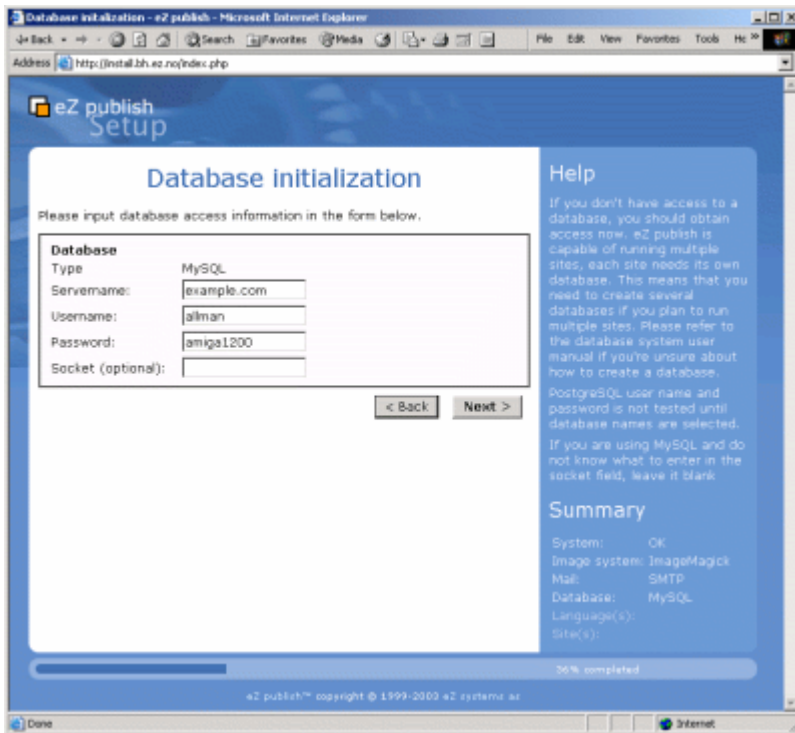 Database initalization - eZ publish - Microsoft Internet Explorer
Back Search Favorites Media File Edit View Favorites Tools He »
Address http://install.bh.ez.no/index.php
eZ publish
Setup
Database initialization
Please input database access information in the form below.
Database
Type MySQL
Servername: example.com
Username: allman
Password: amiga1200
Socket (optional):
< Back Next >
Help
If you don't have access to a
database, you should obtain
access now. eZ publish is
capable of running multiple
sites, each site needs its own
database. This means that you
need to create several
databases if you plan to run
multiple sites. Please refer to
the database system user
manual if you're unsure about
how to create a database.
PostgreSQL user name and
password is not tested until
database names are selected.
If you are using MySQL and do
not know what to enter in the
socket field, leave it blank
Summary
System: OK
Image system: ImageMagick
Mail: SMTP
Database: MySQL
Language(s):
Site(s):
36% completed
eZ publish™ copyright © 1999-2003 eZ systems as
Done Internet